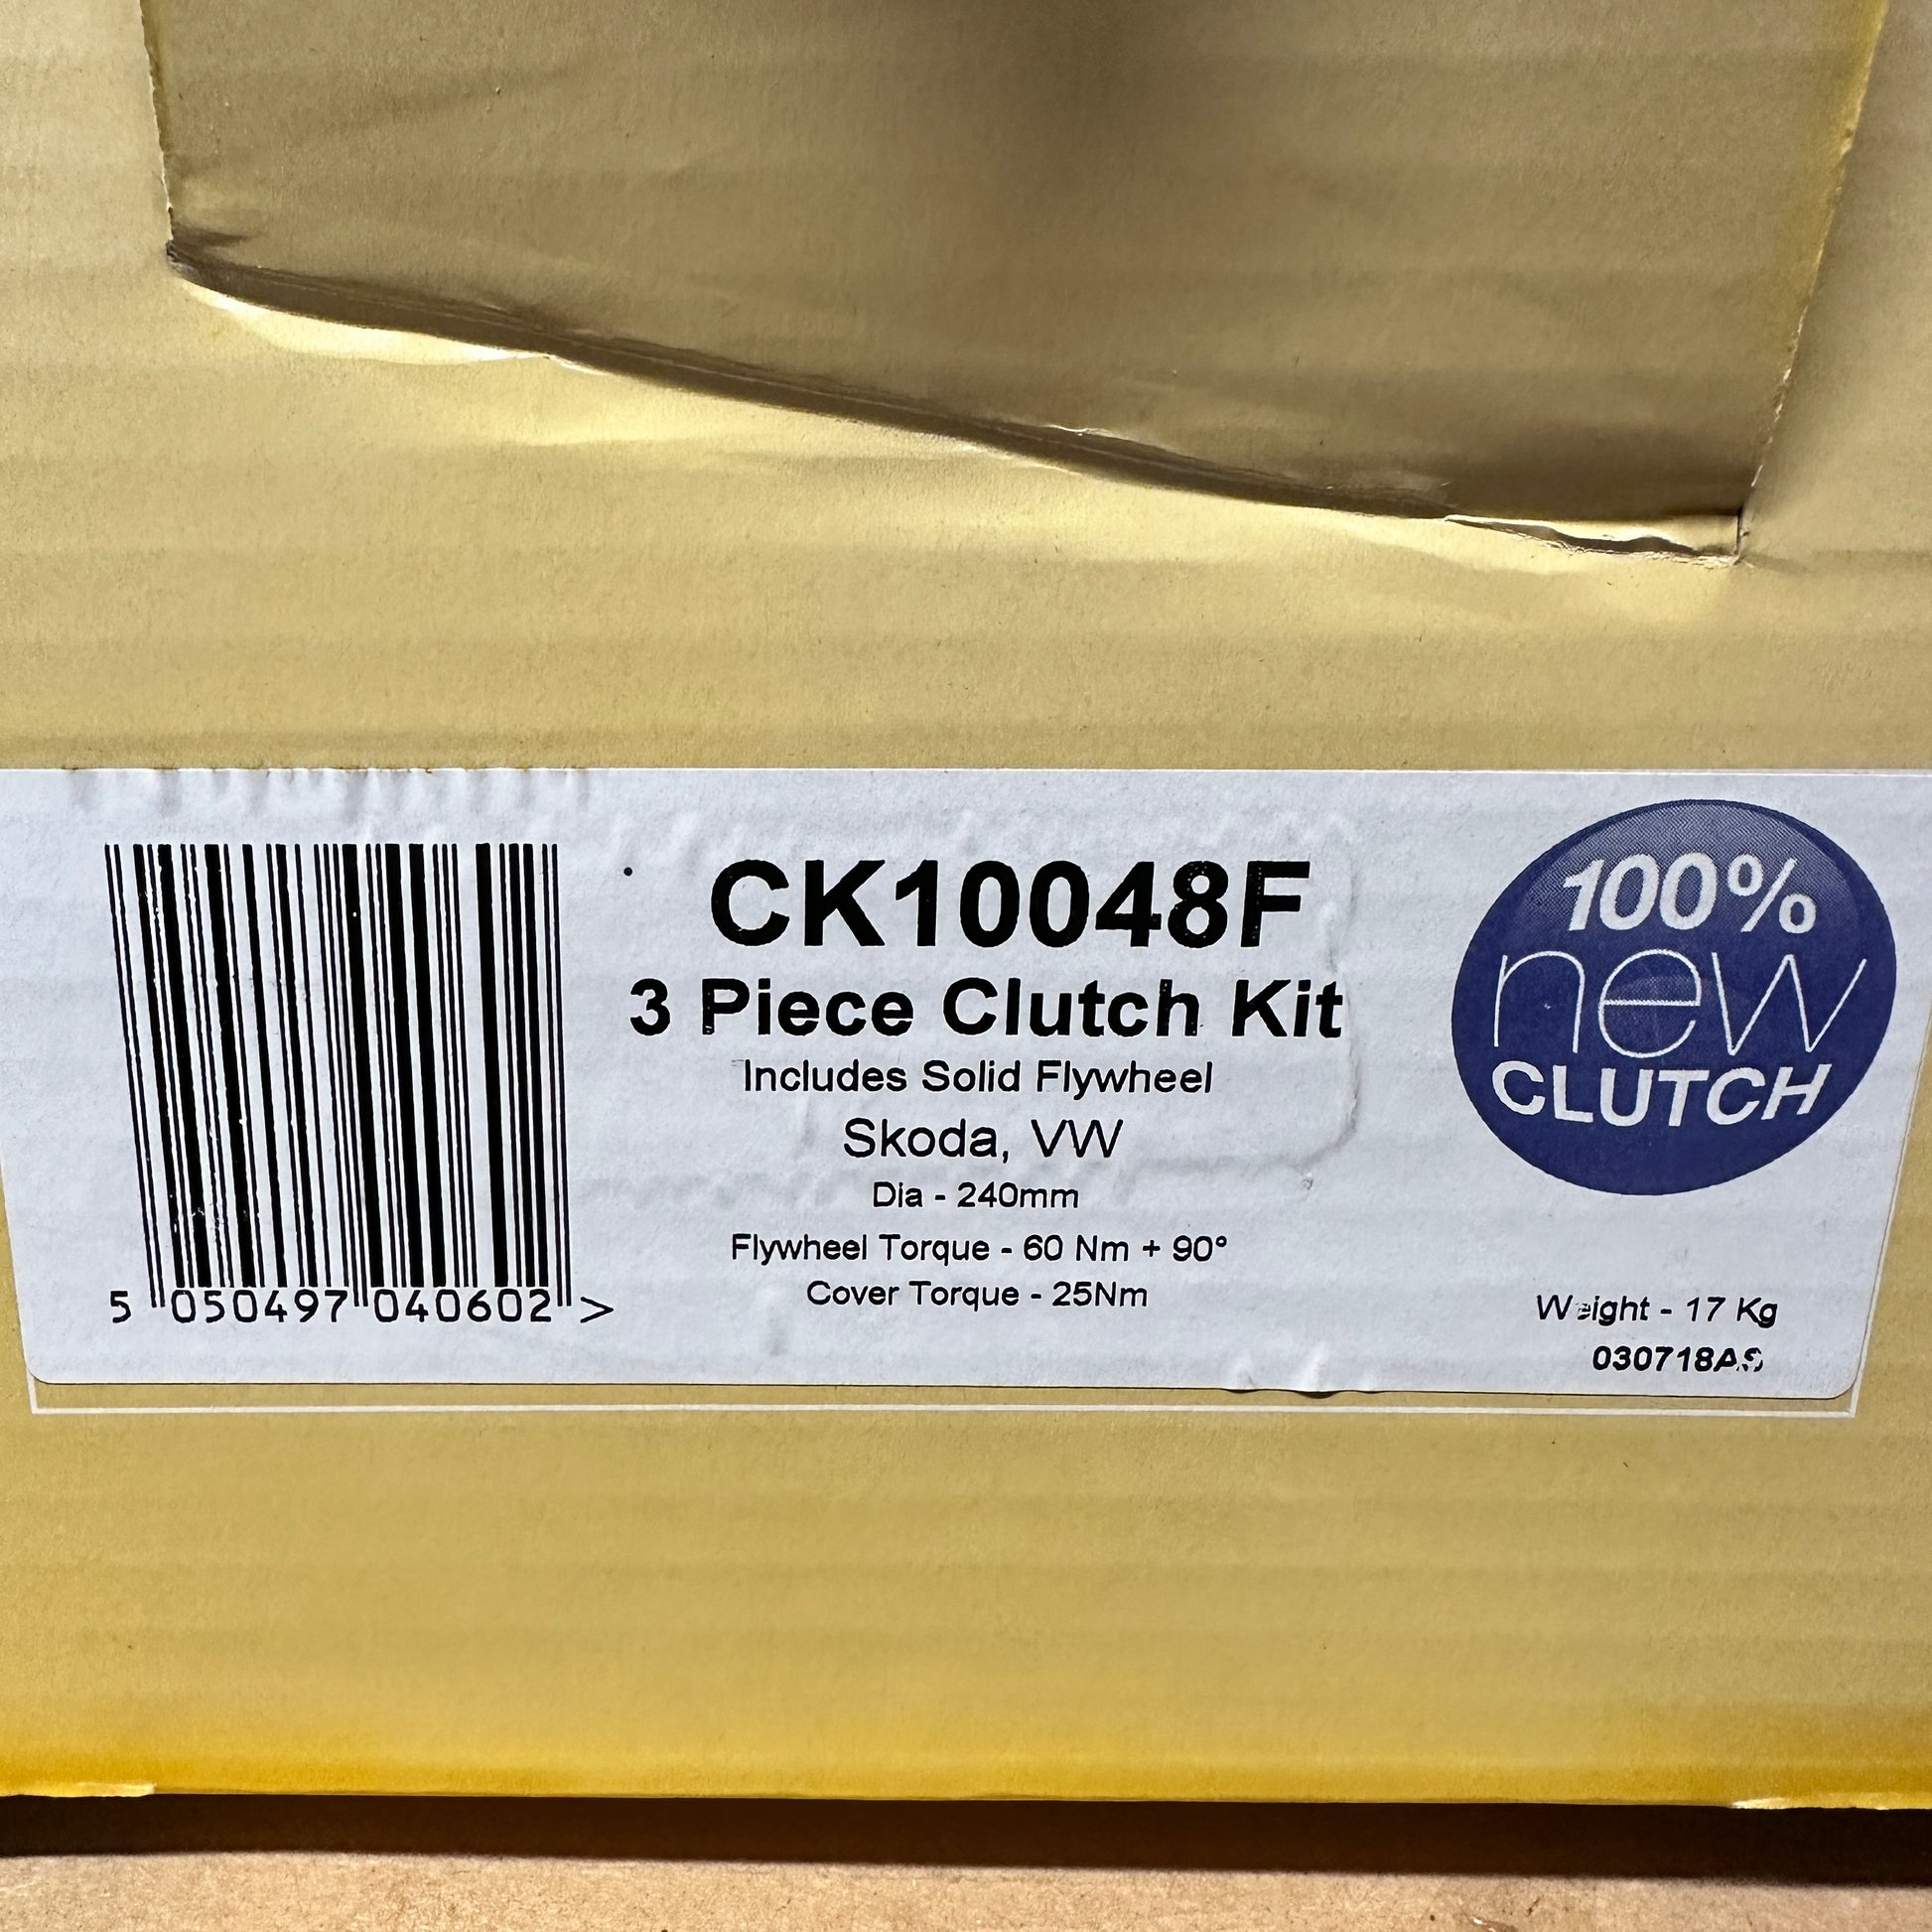 CK10048F
3 Piece Clutch Kit
Includes Solid Flywheel
Skoda, VW
Dia - 240mm
Flywheel Torque - 60 Nm + 90°
Cover Torque - 25Nm
5 050497 040602 >
100%
new
CLUTCH
Weight - 17 Kg
030718AS